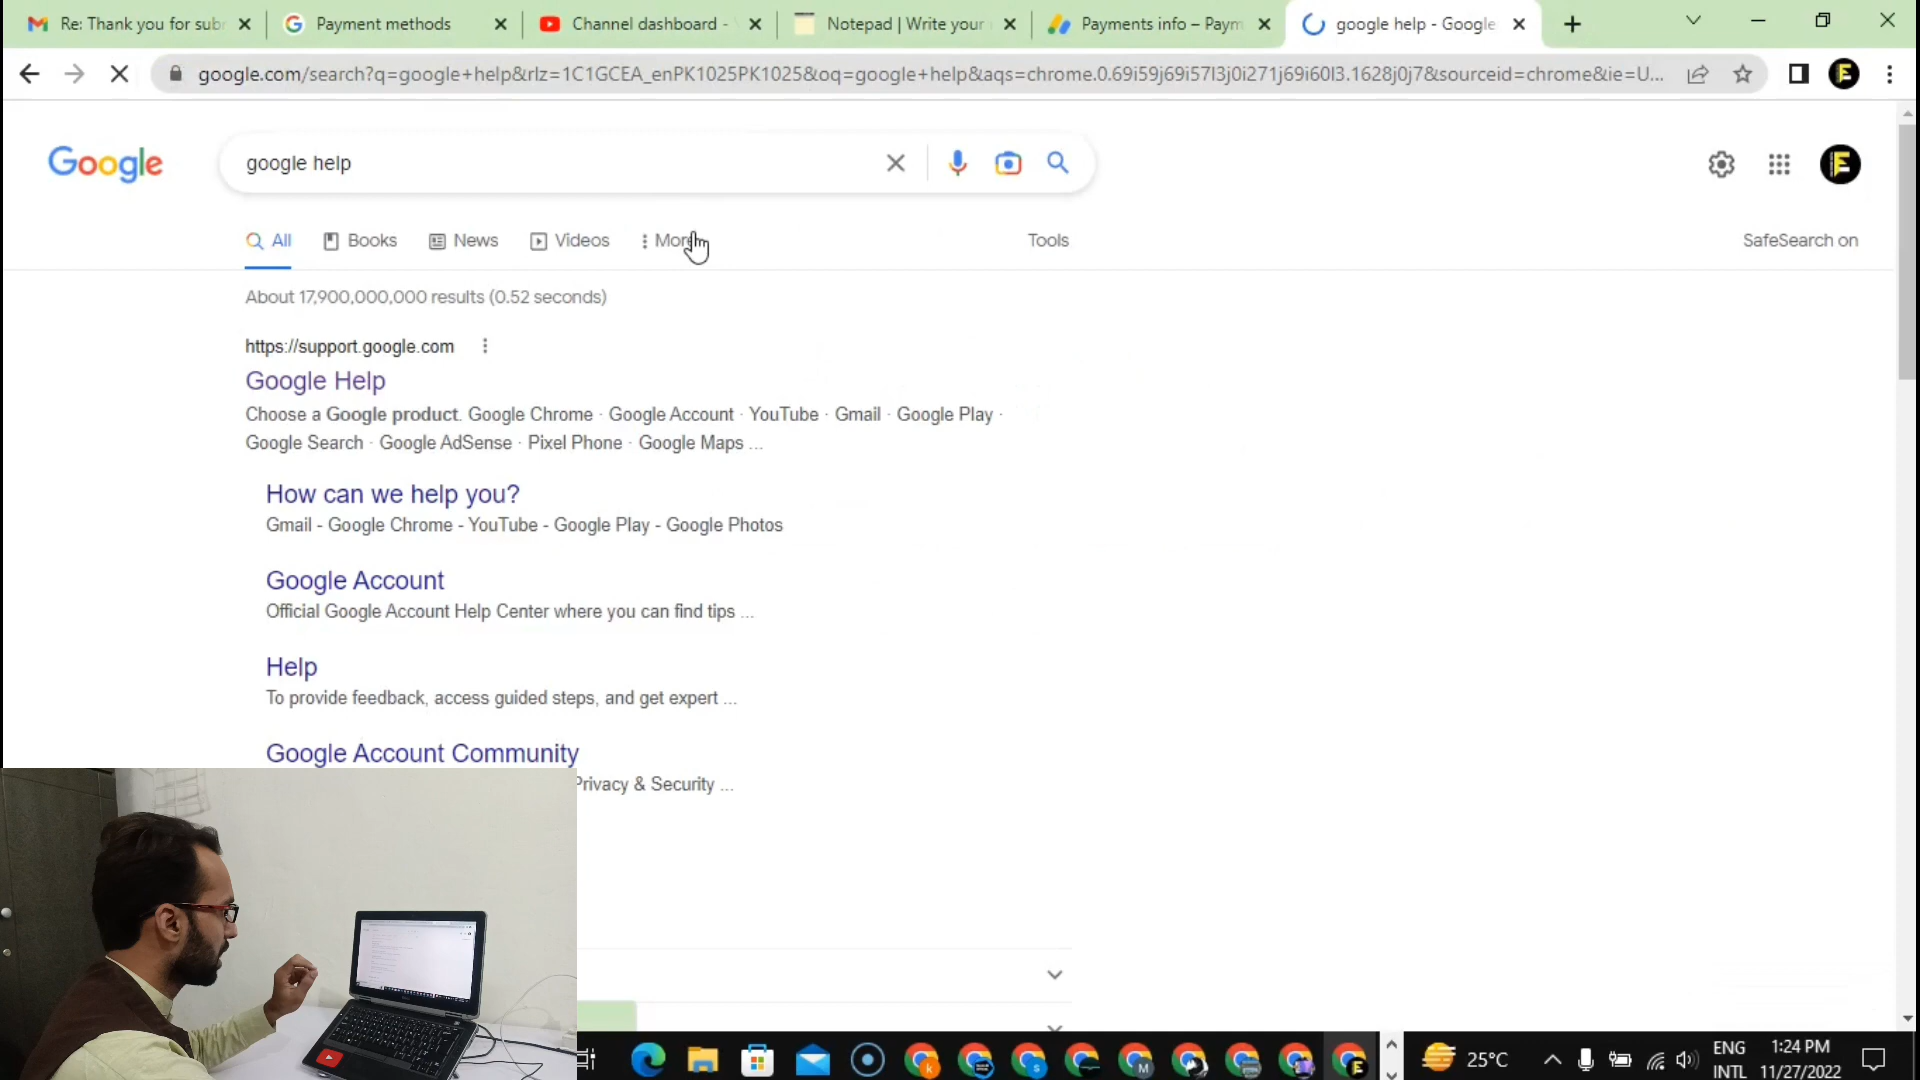 Re: Thank you for subr
Payment methods
Channel dashboard -
Notepad | Write your
Payments info – Paym
google help - Google
google.com/search?q=google+help&rlz=1C1GCEA_enPK1025PK1025&oq=google+help&aqs=chrome.0.69i59j69i57l3j0i271j69i60l3.1628j0j7&sourceid=chrome&ie=U...
Google
google help
All
Books
News
Videos
More
Tools
SafeSearch on
About 17,900,000,000 results (0.52 seconds)
https://support.google.com
Google Help
Choose a Google product. Google Chrome · Google Account · YouTube · Gmail · Google Play ·
Google Search · Google AdSense · Pixel Phone · Google Maps ...
How can we help you?
Gmail - Google Chrome - YouTube - Google Play - Google Photos
Google Account
Official Google Account Help Center where you can find tips ...
Help
To provide feedback, access guided steps, and get expert ...
Google Account Community
Privacy & Security ...
25°C
ENG
INTL
1:24 PM
11/27/2022